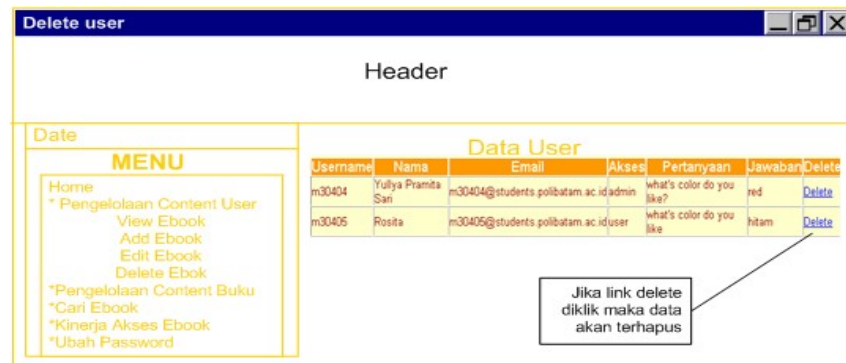 Delete user
Header
Date
MENU
Home
* Pengelolaan Content User
View Ebook
Add Ebook
Edit Ebook
Delete Ebok
*Pengelolaan Content Buku
*Cari Ebook
*Kinerja Akses Ebook
*Ubah Password
Data User
Username Nama Email Akses Pertanyaan Jawaban Delete
m30404 Yullya Pramita Sari m30404@students.polibatam.ac.id admin what's color do you like? red Delete
m30405 Rosita m30405@students.polibatam.ac.id user what's color do you like hitam Delete
Jika link delete
diklik maka data
akan terhapus